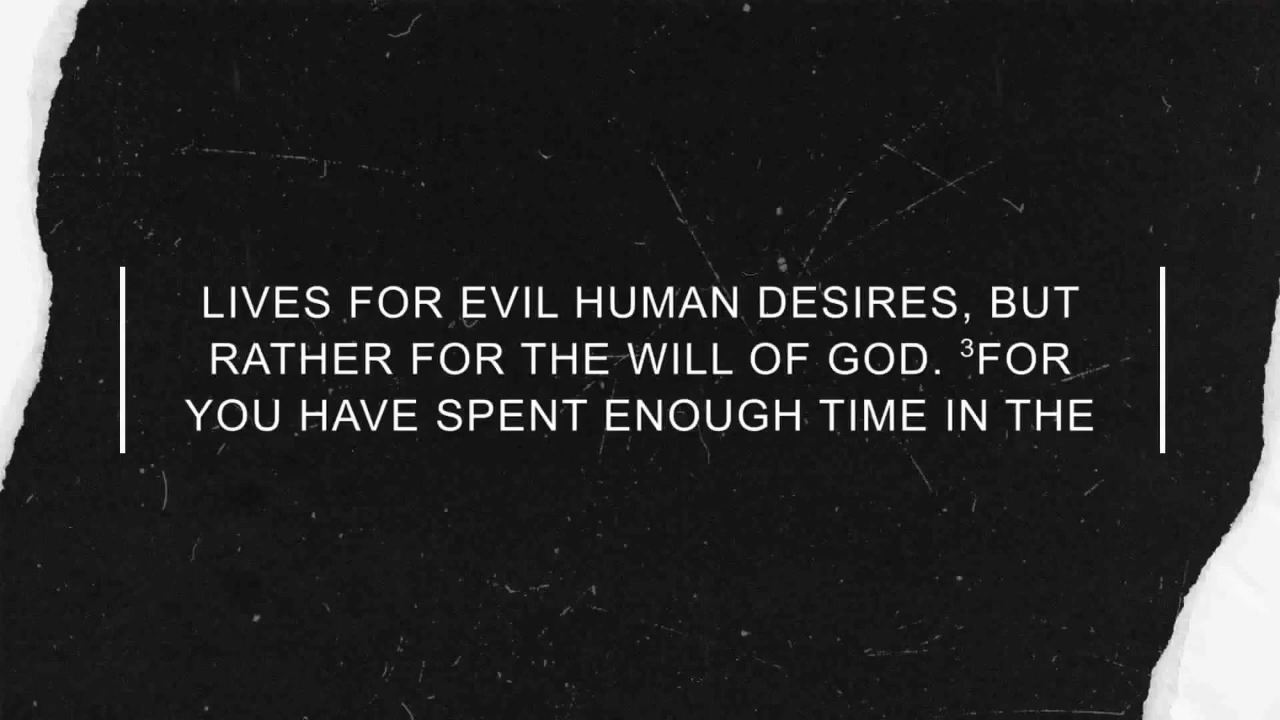 LIVES FOR EVIL HUMAN DESIRES, BUT
RATHER FOR THE WILL OF GOD. ³FOR
YOU HAVE SPENT ENOUGH TIME IN THE